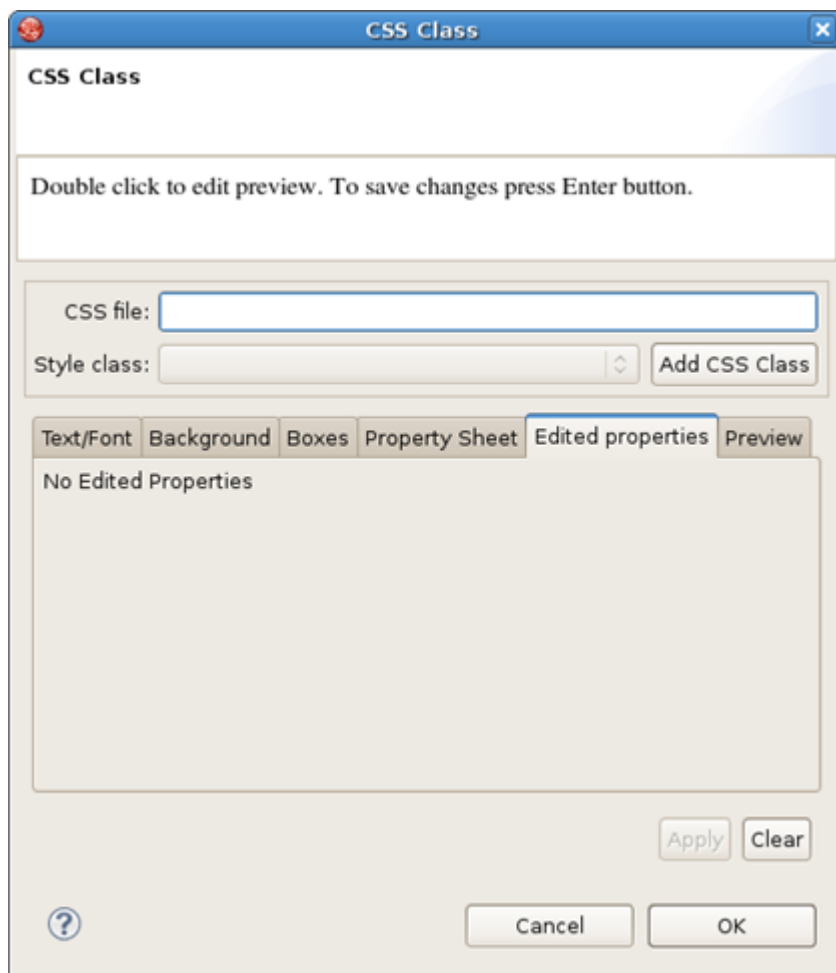 CSS Class
CSS Class
Double click to edit preview. To save changes press Enter button.
CSS file:
Style class: Add CSS Class
Text/Font Background Boxes Property Sheet Edited properties Preview
No Edited Properties
Apply Clear
? Cancel OK